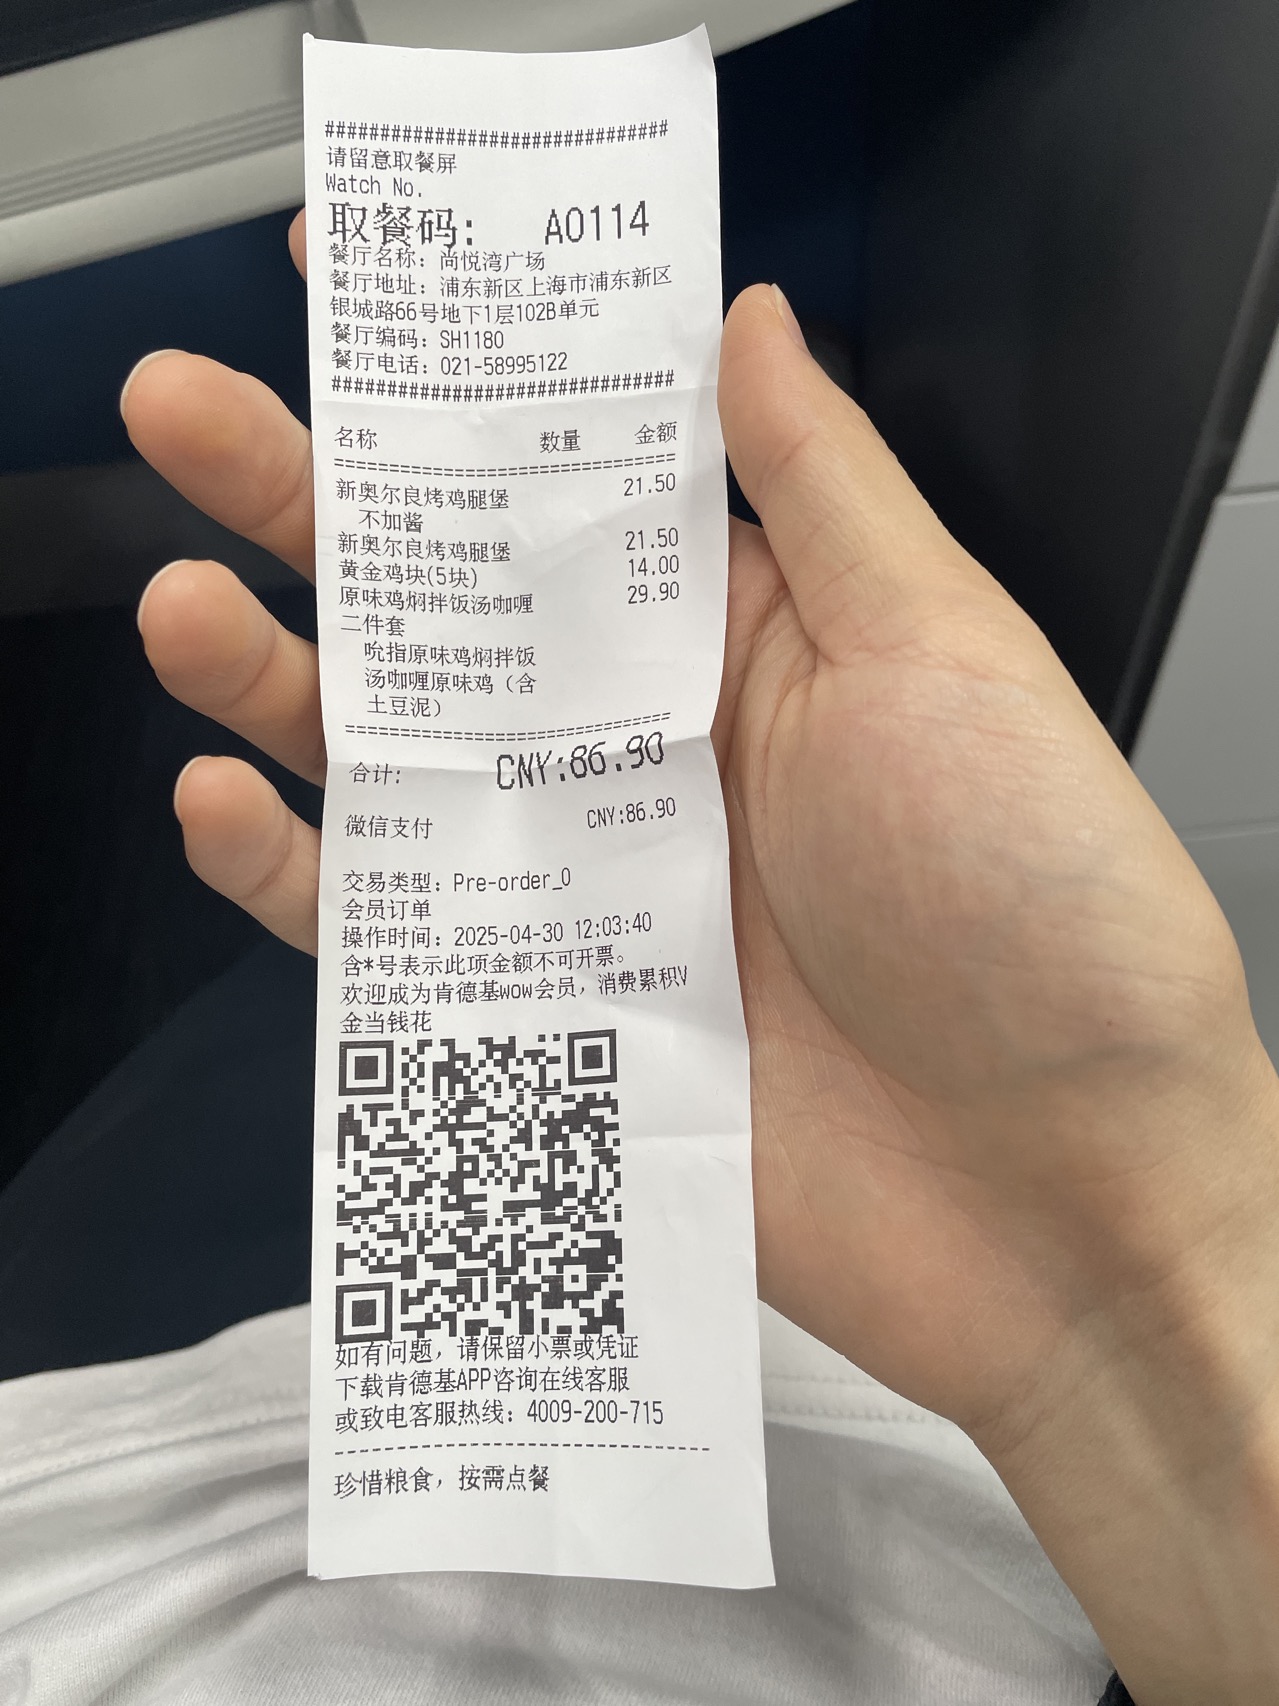 ###############################
请留意取餐屏
Watch No.
取餐码： A0114
餐厅名称：尚悦湾广场
餐厅地址：浦东新区上海市浦东新区
银城路66号地下1层102B单元
餐厅编码：SH1180
餐厅电话：021-58995122
###############################
名称 数量 金额
===============================
新奥尔良烤鸡腿堡 21.50
不加酱
新奥尔良烤鸡腿堡 21.50
黄金鸡块(5块) 14.00
原味鸡焖拌饭汤咖喱 29.90
二件套
吮指原味鸡焖拌饭
汤咖喱原味鸡（含
土豆泥）
===============================
合计: CNY:86.90
微信支付 CNY:86.90
交易类型：Pre-order_0
会员订单
操作时间：2025-04-30 12:03:40
含*号表示此项金额不可开票。
欢迎成为肯德基wow会员，消费累积V
金当钱花
如有问题，请保留小票或凭证
下载肯德基APP咨询在线客服
或致电客服热线：4009-200-715
----------------------------------
珍惜粮食，按需点餐